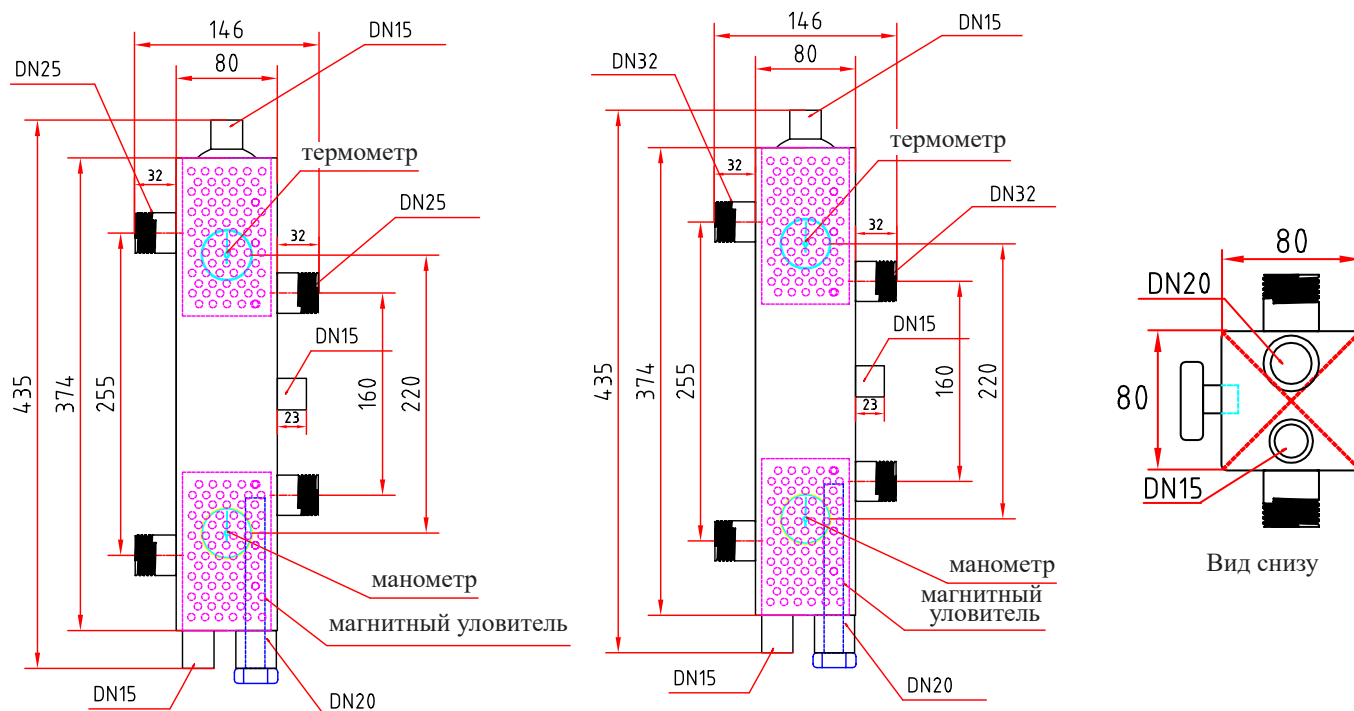 146
DN15
80
DN25
термометр
32
DN25
32
DN15
435
374
255
160
220
23
манометр
магнитный уловитель
DN15
DN20
146
DN15
80
DN32
термометр
32
DN32
32
DN15
435
374
255
160
220
23
манометр
магнитный
уловитель
DN15
DN20
80
DN20
80
DN15
Вид снизу